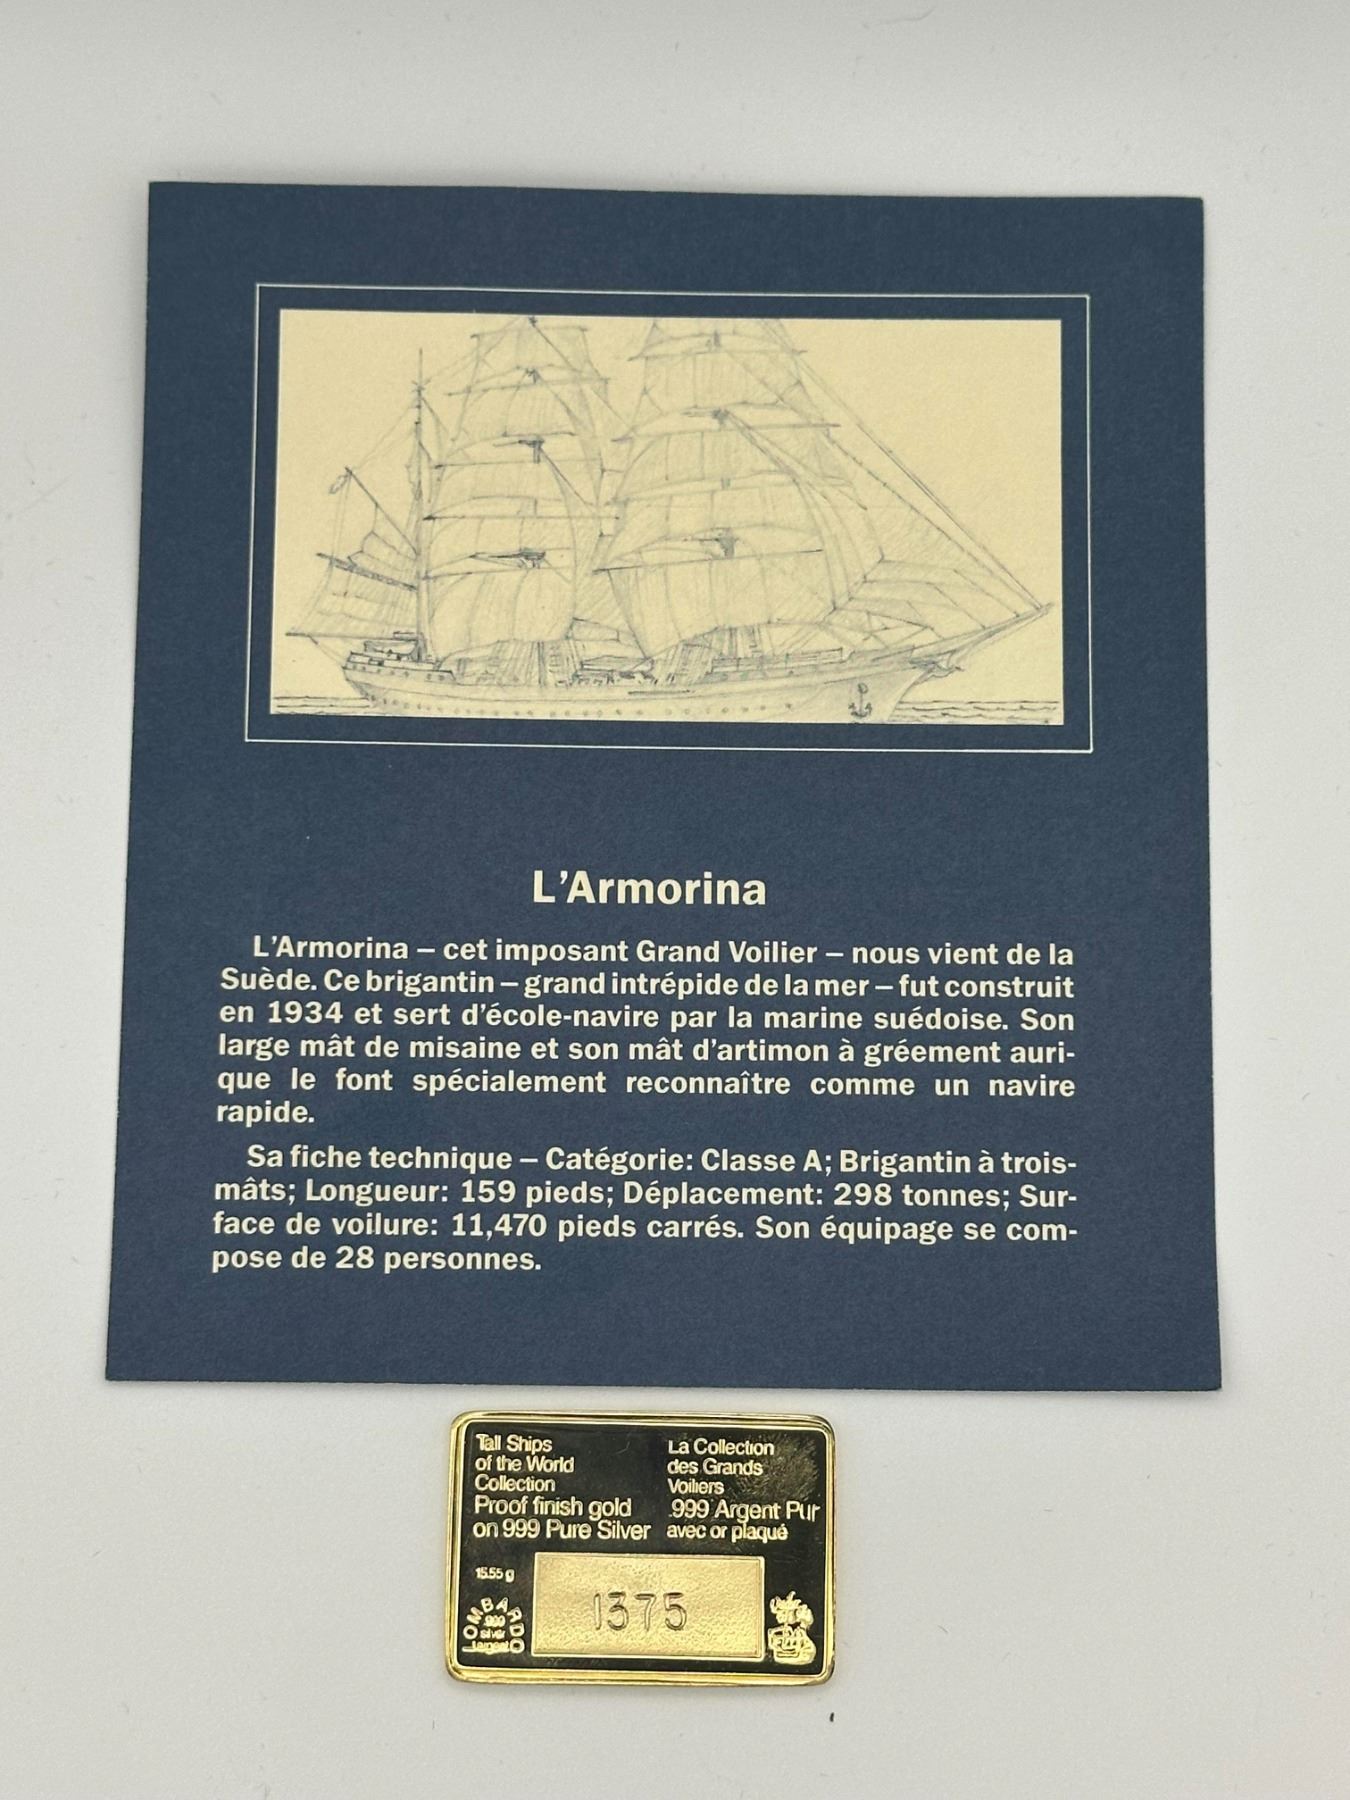 L'Armorina
L'Armorina – cet imposant Grand Voilier – nous vient de la
Suède. Ce brigantin – grand intrépide de la mer – fut construit
en 1934 et sert d'école-navire par la marine suédoise. Son
large mât de misaine et son mât d'artimon à gréement auri-
que le font spécialement reconnaître comme un navire
rapide.
Sa fiche technique – Catégorie: Classe A; Brigantin à trois-
mâts; Longueur: 159 pieds; Déplacement: 298 tonnes; Sur-
face de voilure: 11,470 pieds carrés. Son équipage se com-
pose de 28 personnes.
Tall Ships
of the World
Collection
Proof finish gold
on 999 Pure Silver
La Collection
des Grands
Voiliers
.999 Argent Pur
avec or plaqué
15.55 g
1375
LOMBARDO
.999
silver
argent